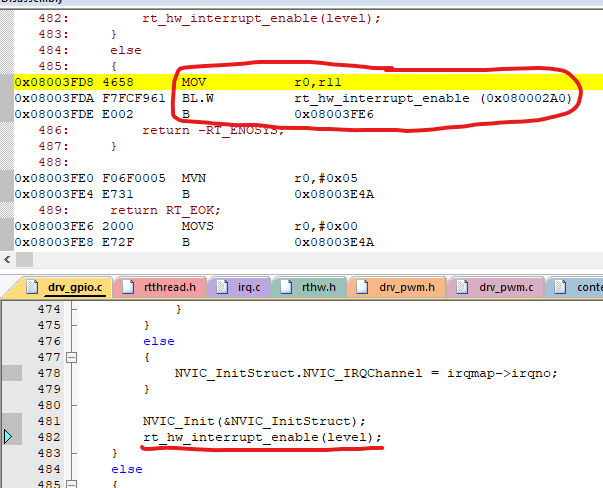 Disassembly
482: rt_hw_interrupt_enable(level);
483: }
484: else
485: {
0x08003FD8 4658 MOV r0,r11
0x08003FDA F7FCF961 BL.W rt_hw_interrupt_enable (0x080002A0)
0x08003FDE E002 B 0x08003FE6
486: return -RT_ENOSYS;
487: }
488:
0x08003FE0 F06F0005 MVN r0,#0x05
0x08003FE4 E731 B 0x08003E4A
489: return RT_EOK;
0x08003FE6 2000 MOVS r0,#0x00
0x08003FE8 E72F B 0x08003E4A
drv_gpio.c rtthread.h irq.c rthw.h drv_pwm.h drv_pwm.c conte
474 }
475 }
476 else
477 {
478 NVIC_InitStruct.NVIC_IRQChannel = irqmap->irqno;
479 }
480
481 NVIC_Init(&NVIC_InitStruct);
482 rt_hw_interrupt_enable(level);
483 }
484 else
485 {